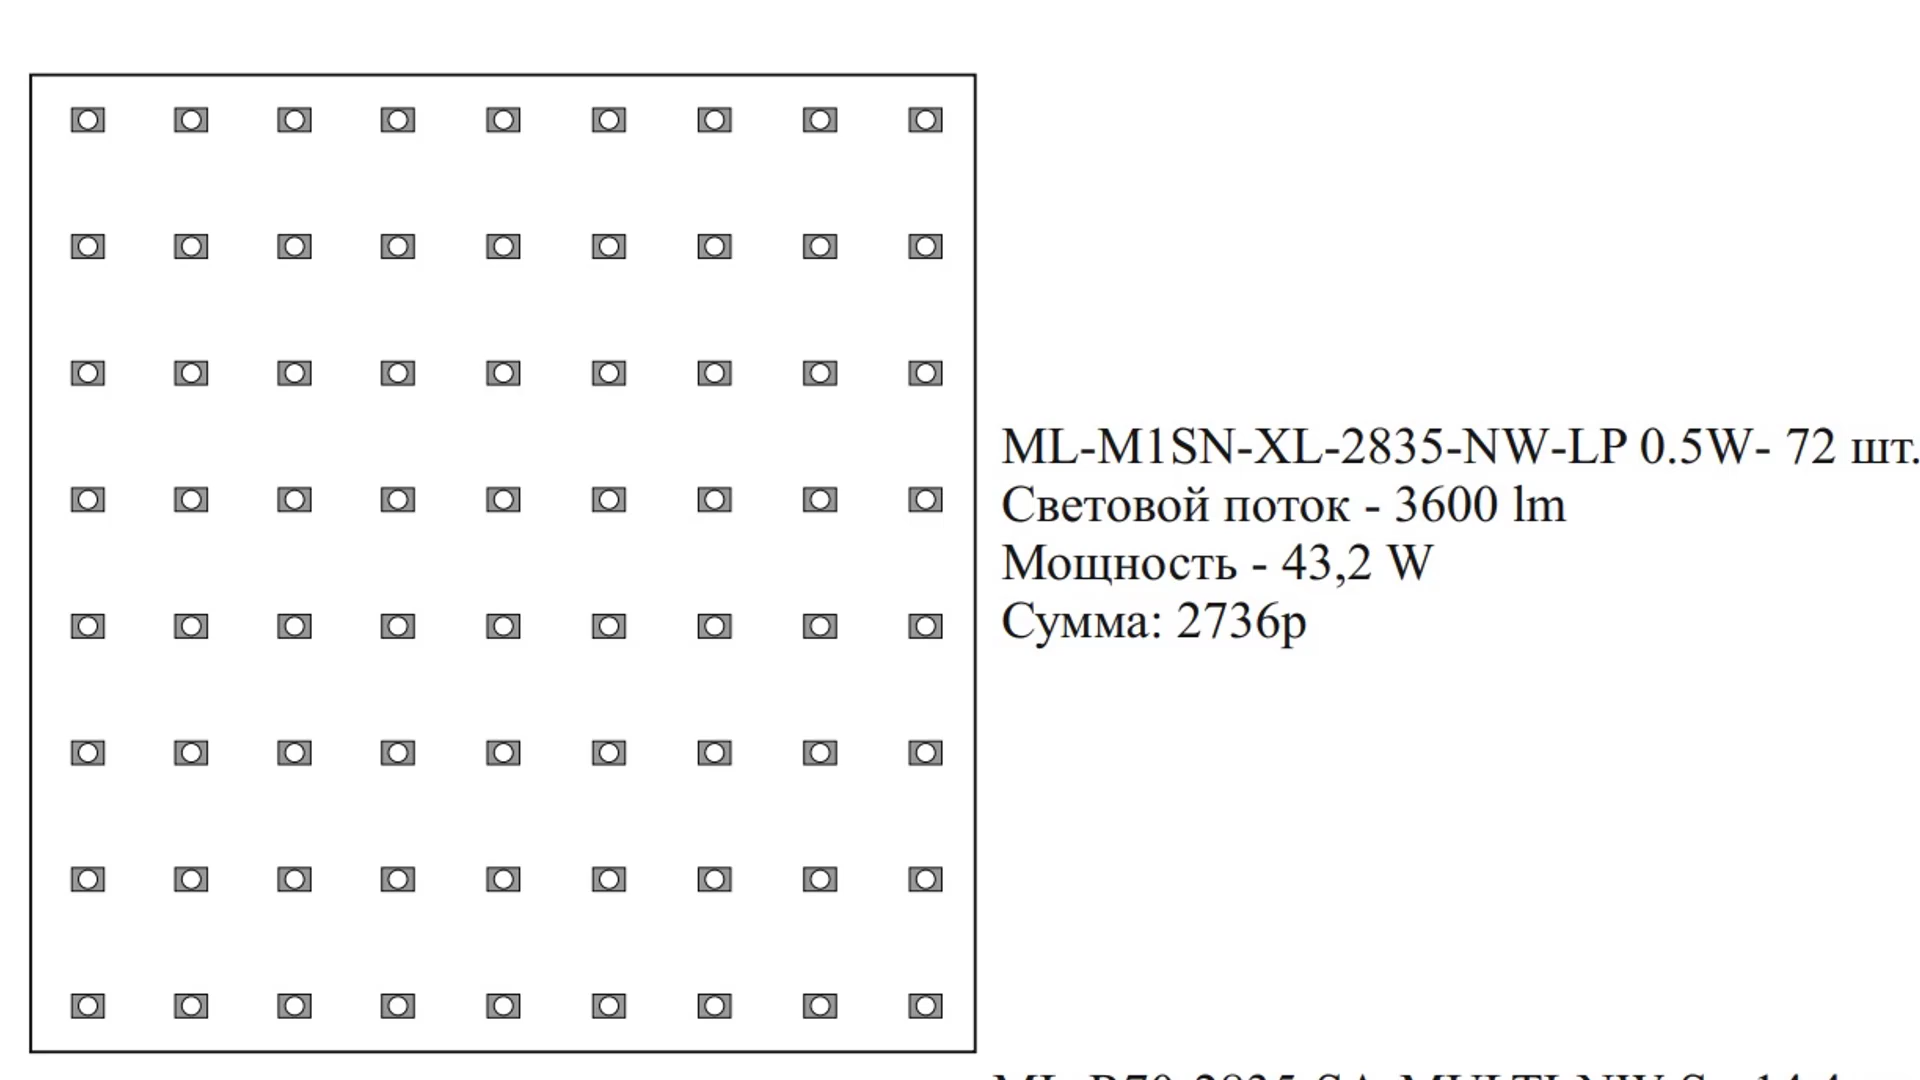 ML-M1SN-XL-2835-NW-LP 0.5W- 72 шт.
Световой поток - 3600 lm
Мощность - 43,2 W
Сумма: 2736р